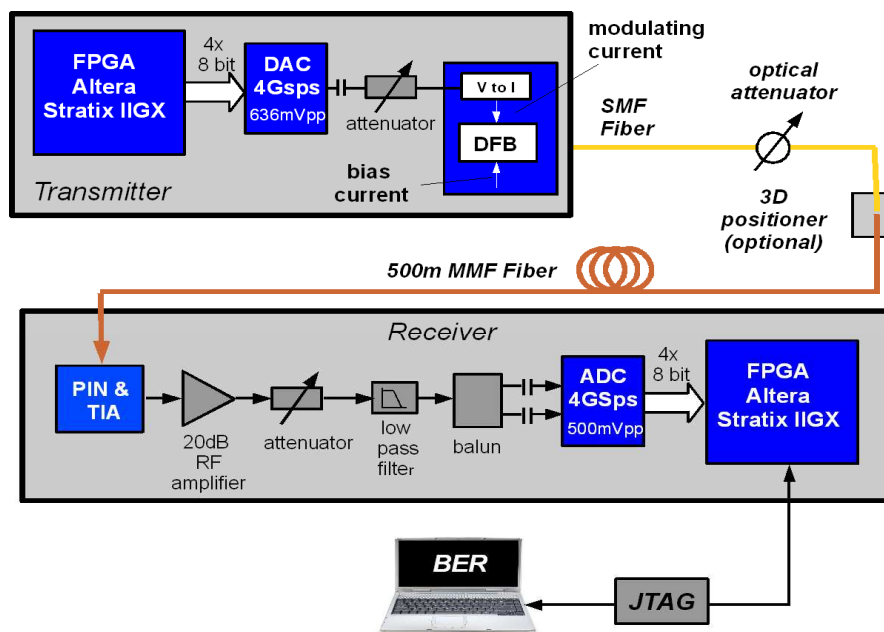 FPGA
Altera
Stratix IIGX
4x
8 bit
DAC
4Gsps
636mVpp
attenuator
V to I
DFB
modulating
current
bias
current
Transmitter
SMF
Fiber
optical
attenuator
3D
positioner
(optional)
500m MMF Fiber
Receiver
PIN &
TIA
20dB
RF
amplifier
attenuator
low
pass
filter
balun
ADC
4GSps
500mVpp
4x
8 bit
FPGA
Altera
Stratix IIGX
BER
JTAG